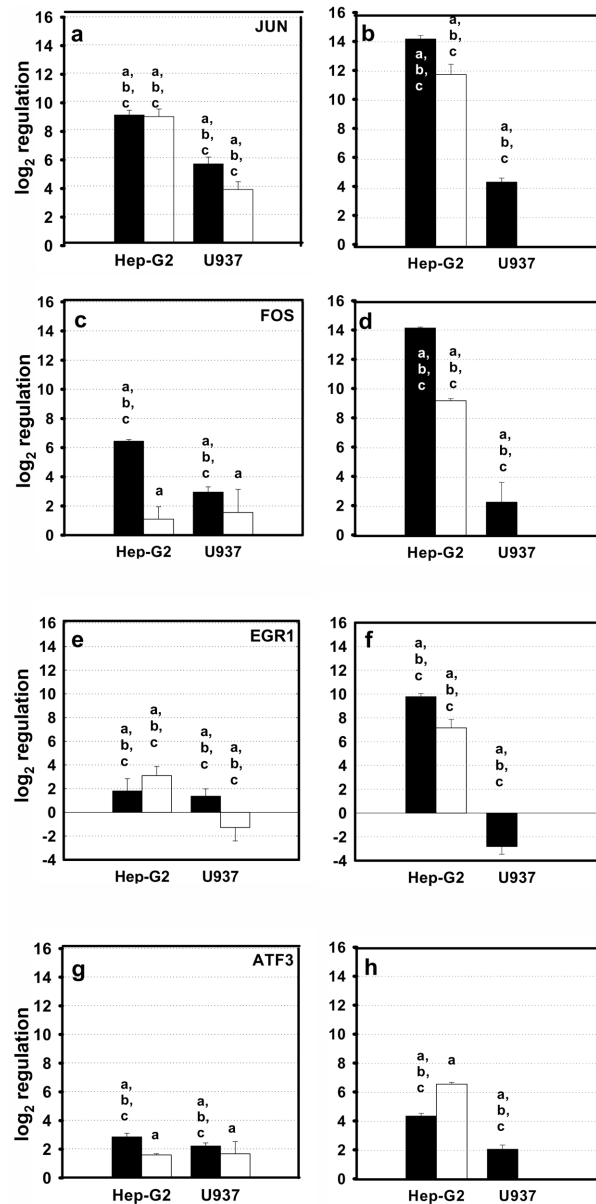 16
a
JUN
14
12
a, a,
b, b,
10
c c
8
a,
b, a,
6
c b,
c
4
2
0
log2 regulation
Hep-G2 U937
16
b
a,
b,
c
14
a,
b,
c
12
10
8
a,
b,
c
6
4
2
0
Hep-G2 U937
16
c
FOS
14
12
10
a,
b,
c
8
6
a,
b, a
c
4
a
2
0
log2 regulation
Hep-G2 U937
16
d
14
a, a,
b, b,
c c
12
10
8
a,
b,
c
6
4
2
0
Hep-G2 U937
16
e
EGR1
14
12
10
8
a, a,
b, b,
c c
6
a, a,
b, b,
c c
4
2
0
-2
-4
log2 regulation
Hep-G2 U937
16
f
14
a,
b,
c
12
a,
b,
c
10
8
6
a,
b,
c
4
2
0
-2
-4
Hep-G2 U937
16
g
ATF3
14
12
10
8
a,
b,
c a
6
a,
b,
c a
4
2
0
log2 regulation
Hep-G2 U937
16
h
14
12
10
a, a
b,
c
8
6
a,
b,
c
4
2
0
Hep-G2 U937